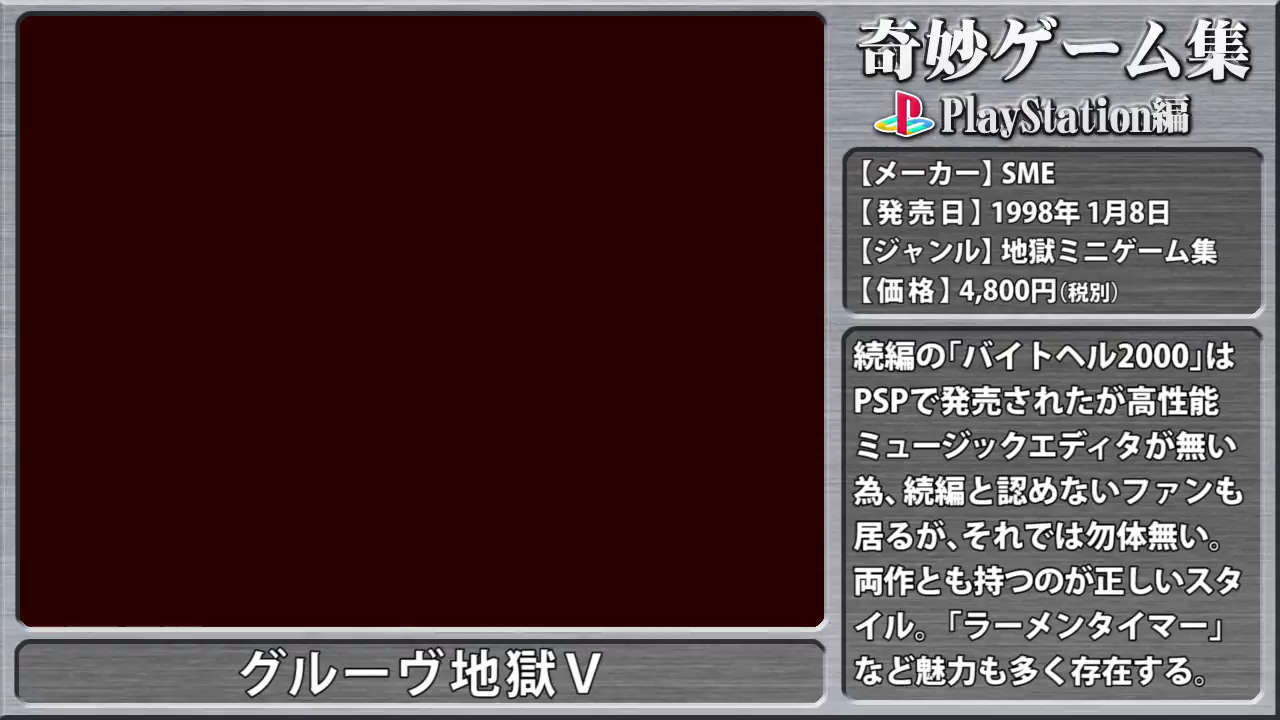 奇妙ゲーム集
PlayStation編
【メーカー】 SME
【発売日】 1998年 1月8日
【ジャンル】 地獄ミニゲーム集
【価格】 4,800円(税別)
続編の｢バイトヘル2000｣は
PSPで発売されたが高性能
ミュージックエディタが無い
為､続編と認めないファンも
居るが､それでは勿体無い。
両作とも持つのが正しいスタ
イル。｢ラーメンタイマー｣
など魅力も多く存在する。
グルーヴ地獄V